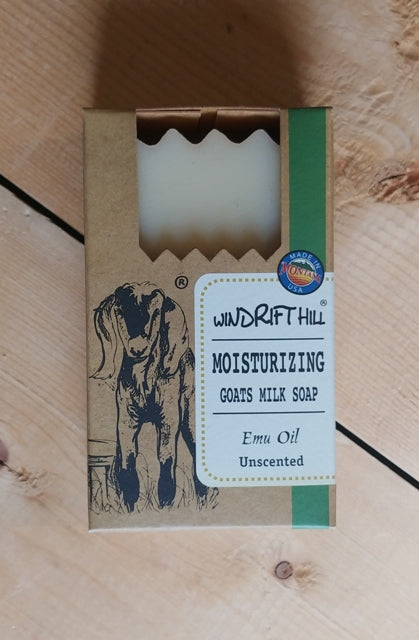 MADE IN
MONTANA
USA
®
WINDRIFT HILL®
MOISTURIZING
GOATS MILK SOAP
Emu Oil
Unscented